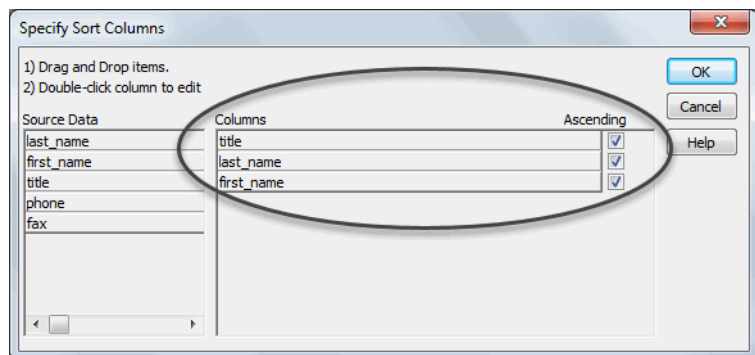 Specify Sort Columns
1) Drag and Drop items.
2) Double-click column to edit
OK
Cancel
Help
Source Data
last_name
first_name
title
phone
fax
Columns Ascending
title
last_name
first_name